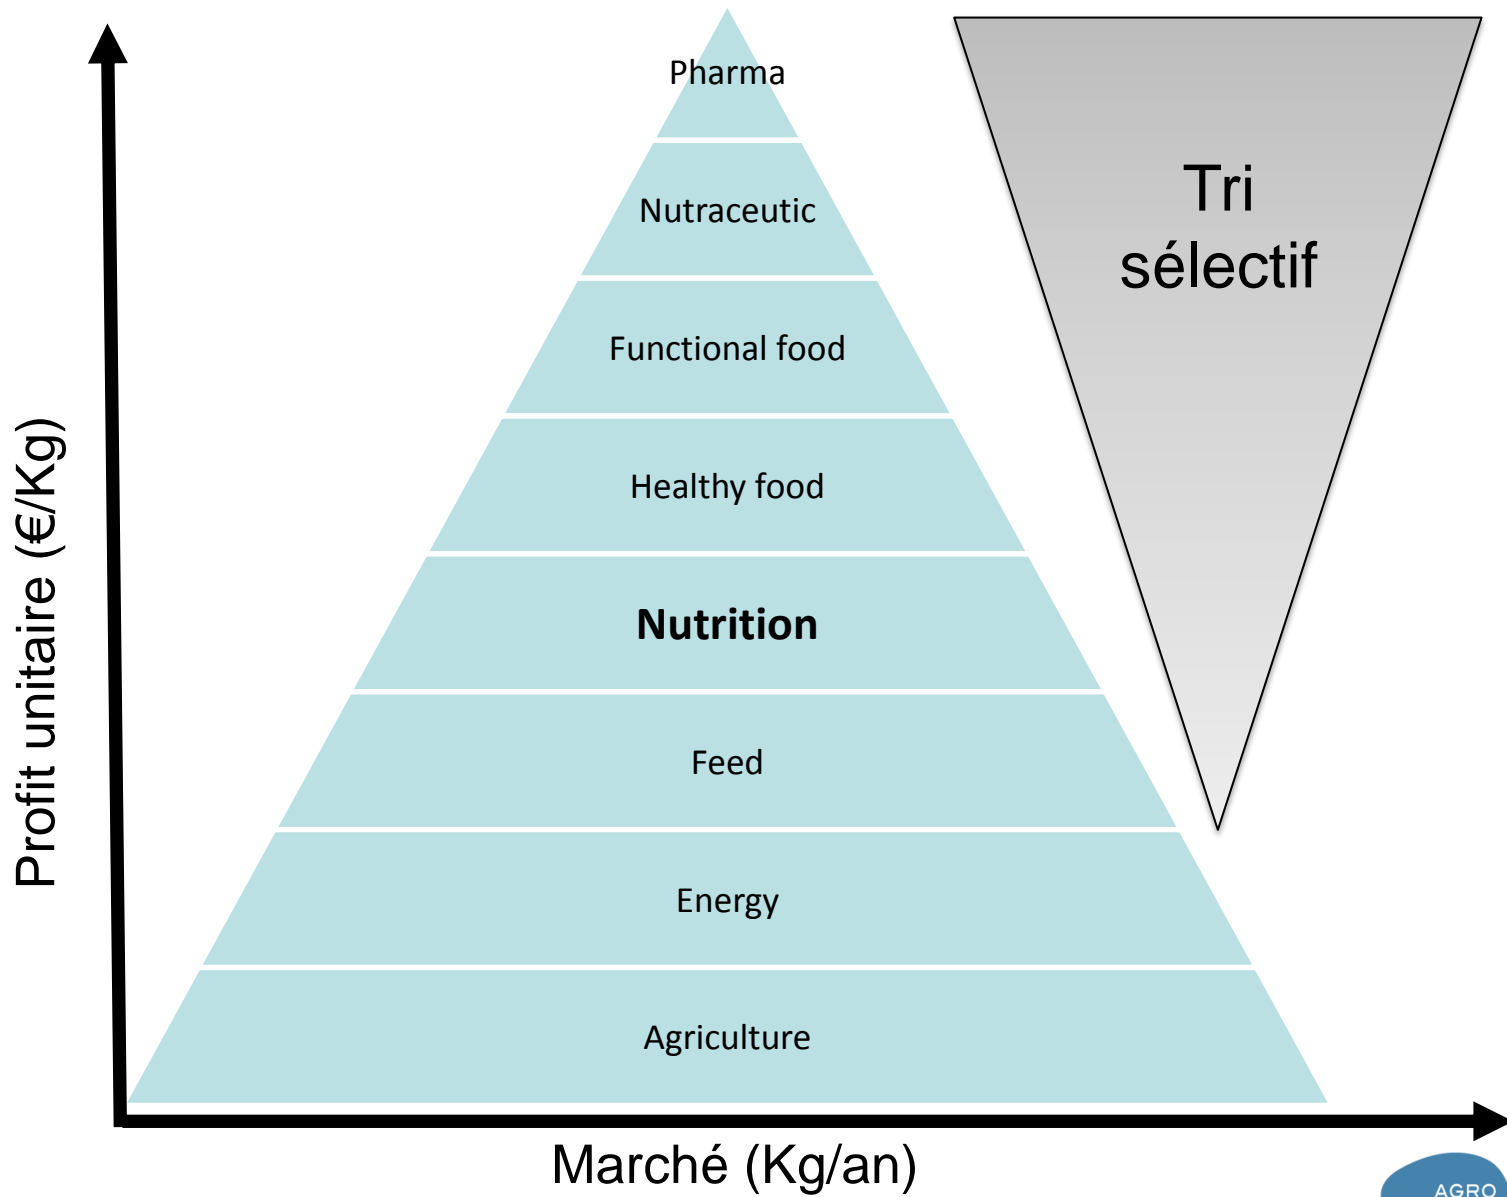 Pharma
Nutraceutic
Functional food
Healthy food
Nutrition
Feed
Energy
Agriculture
Tri
sélectif
Profit unitaire (€/Kg)
Marché (Kg/an)
AGRO